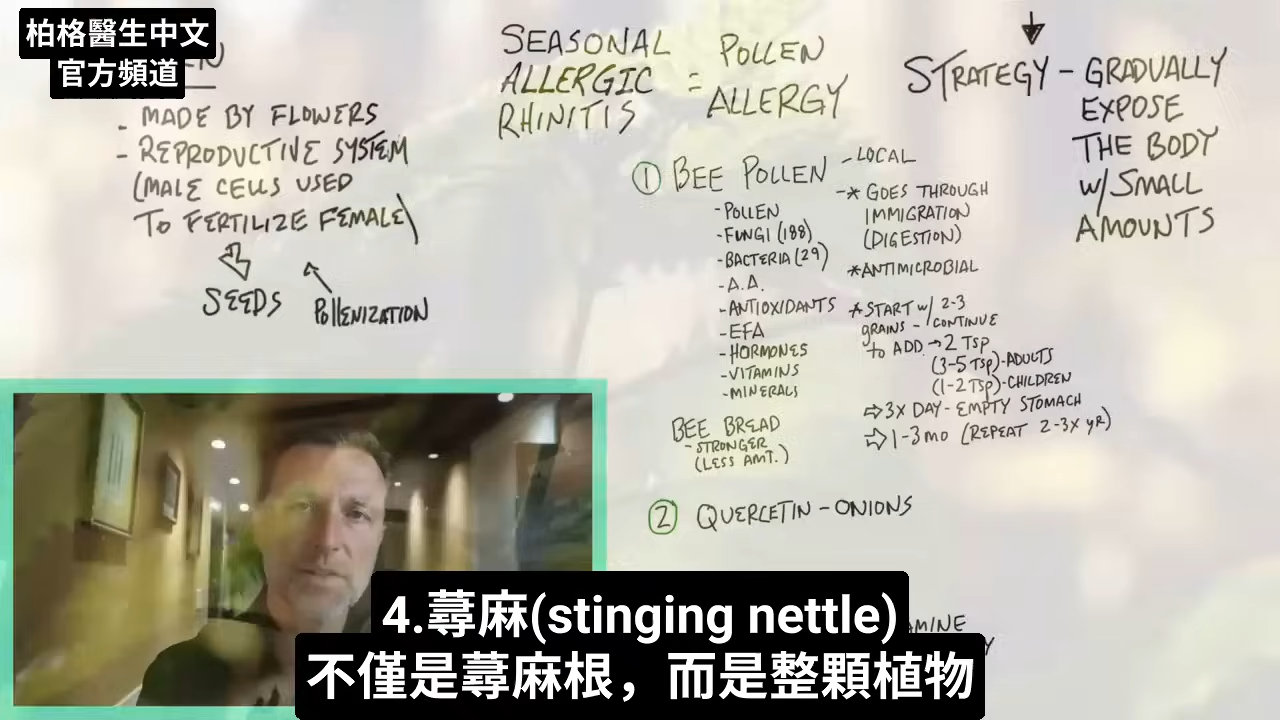 柏格醫生中文
官方頻道
- MADE BY FLOWERS
- REPRODUCTIVE SYSTEM
(MALE CELLS USED
TO FERTILIZE FEMALE)
SEEDS
POLLENIZATION
SEASONAL
ALLERGIC
RHINITIS
= POLLEN
ALLERGY
STRATEGY - GRADUALLY
EXPOSE
THE BODY
W/ SMALL
AMOUNTS
① BEE POLLEN
- POLLEN
- FUNGI (188)
- BACTERIA (29)
- A.A.
- ANTIOXIDANTS
- EFA
- HORMONES
- VITAMINS
- MINERALS
BEE BREAD
- STRONGER
(LESS AMT.)
- LOCAL
-* GOES THROUGH
IMMIGRATION
(DIGESTION)
* ANTIMICROBIAL
* START W/ 2-3
GRAINS - CONTINUE
TO ADD → 2 TSP
(3-5 TSP) - ADULTS
(1-2 TSP) - CHILDREN
⇒ 3X DAY - EMPTY STOMACH
⇒ 1-3 MO (REPEAT 2-3X YR)
② QUERCETIN - ONIONS
4.蕁麻(stinging nettle)
不僅是蕁麻根，而是整顆植物